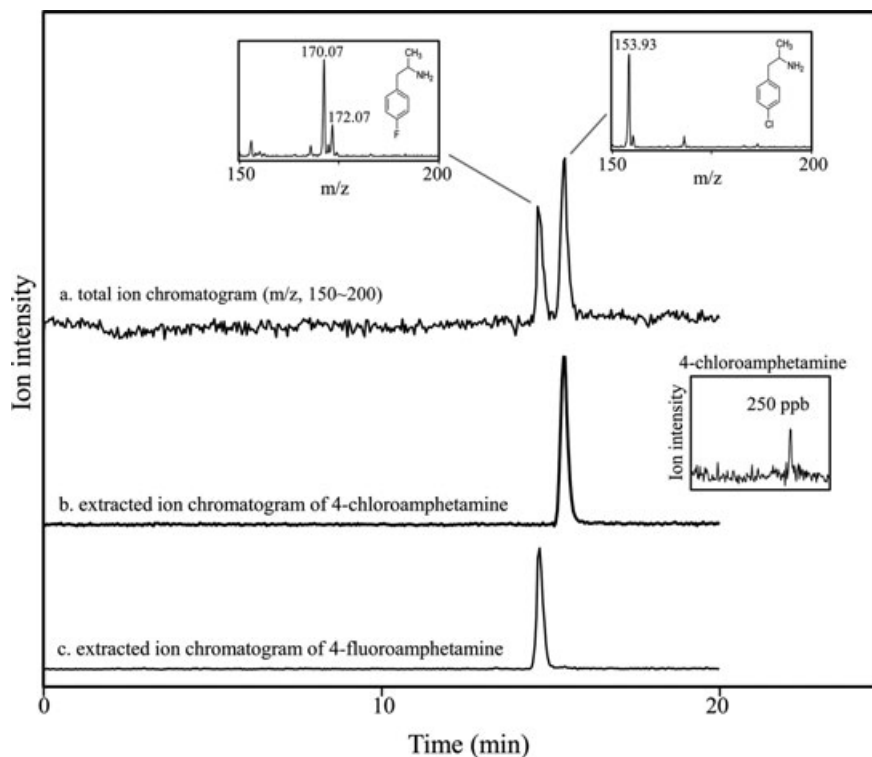 170.07
CH₃
NH₂
172.07
F
150
200
m/z
153.93
CH₃
NH₂
Cl
150
200
m/z
a. total ion chromatogram (m/z, 150~200)
4-chloroamphetamine
250 ppb
Ion intensity
b. extracted ion chromatogram of 4-chloroamphetamine
c. extracted ion chromatogram of 4-fluoroamphetamine
Ion intensity
0
10
20
Time (min)